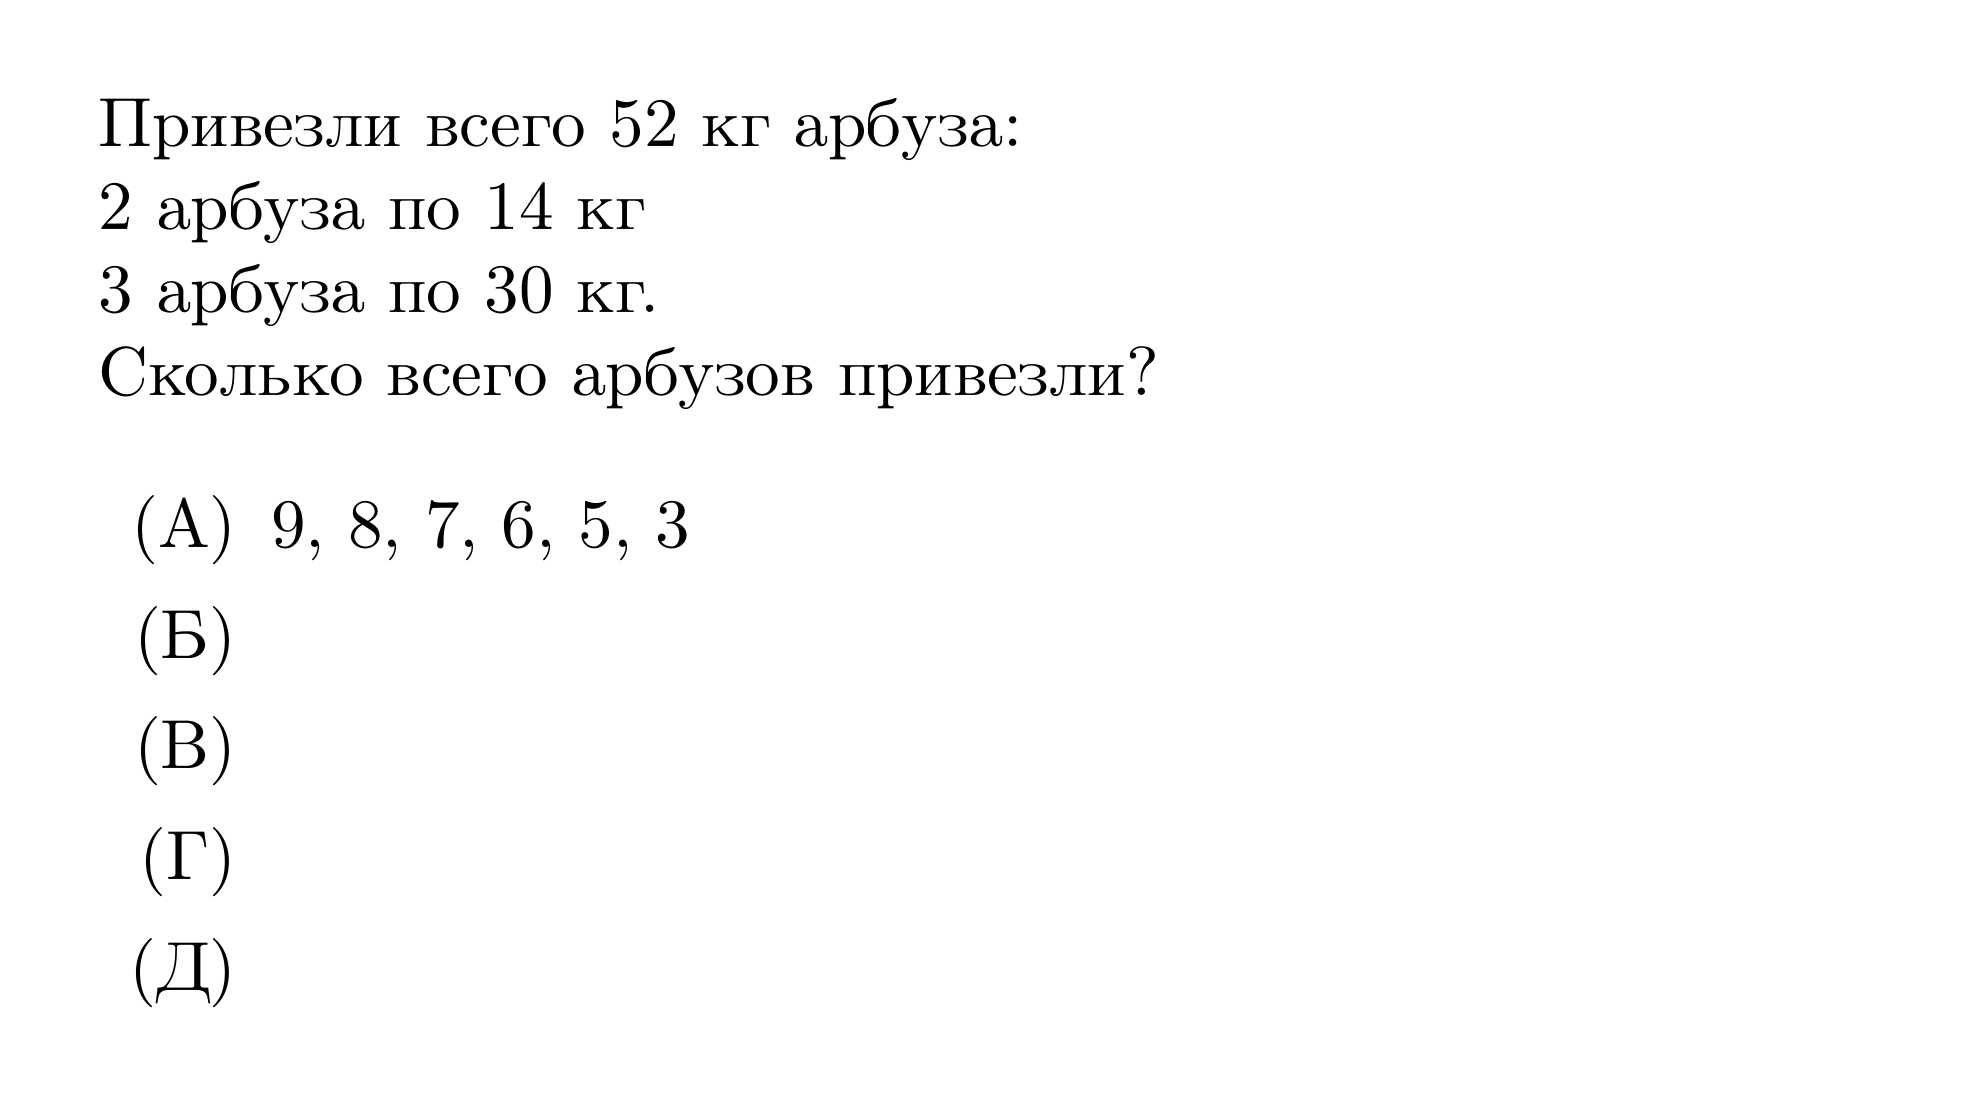 Привезли всего 52 кг арбуза:
2 арбуза по 14 кг
3 арбуза по 30 кг.
Сколько всего арбузов привезли?
(А) 9, 8, 7, 6, 5, 3
(Б)
(В)
(Г)
(Д)